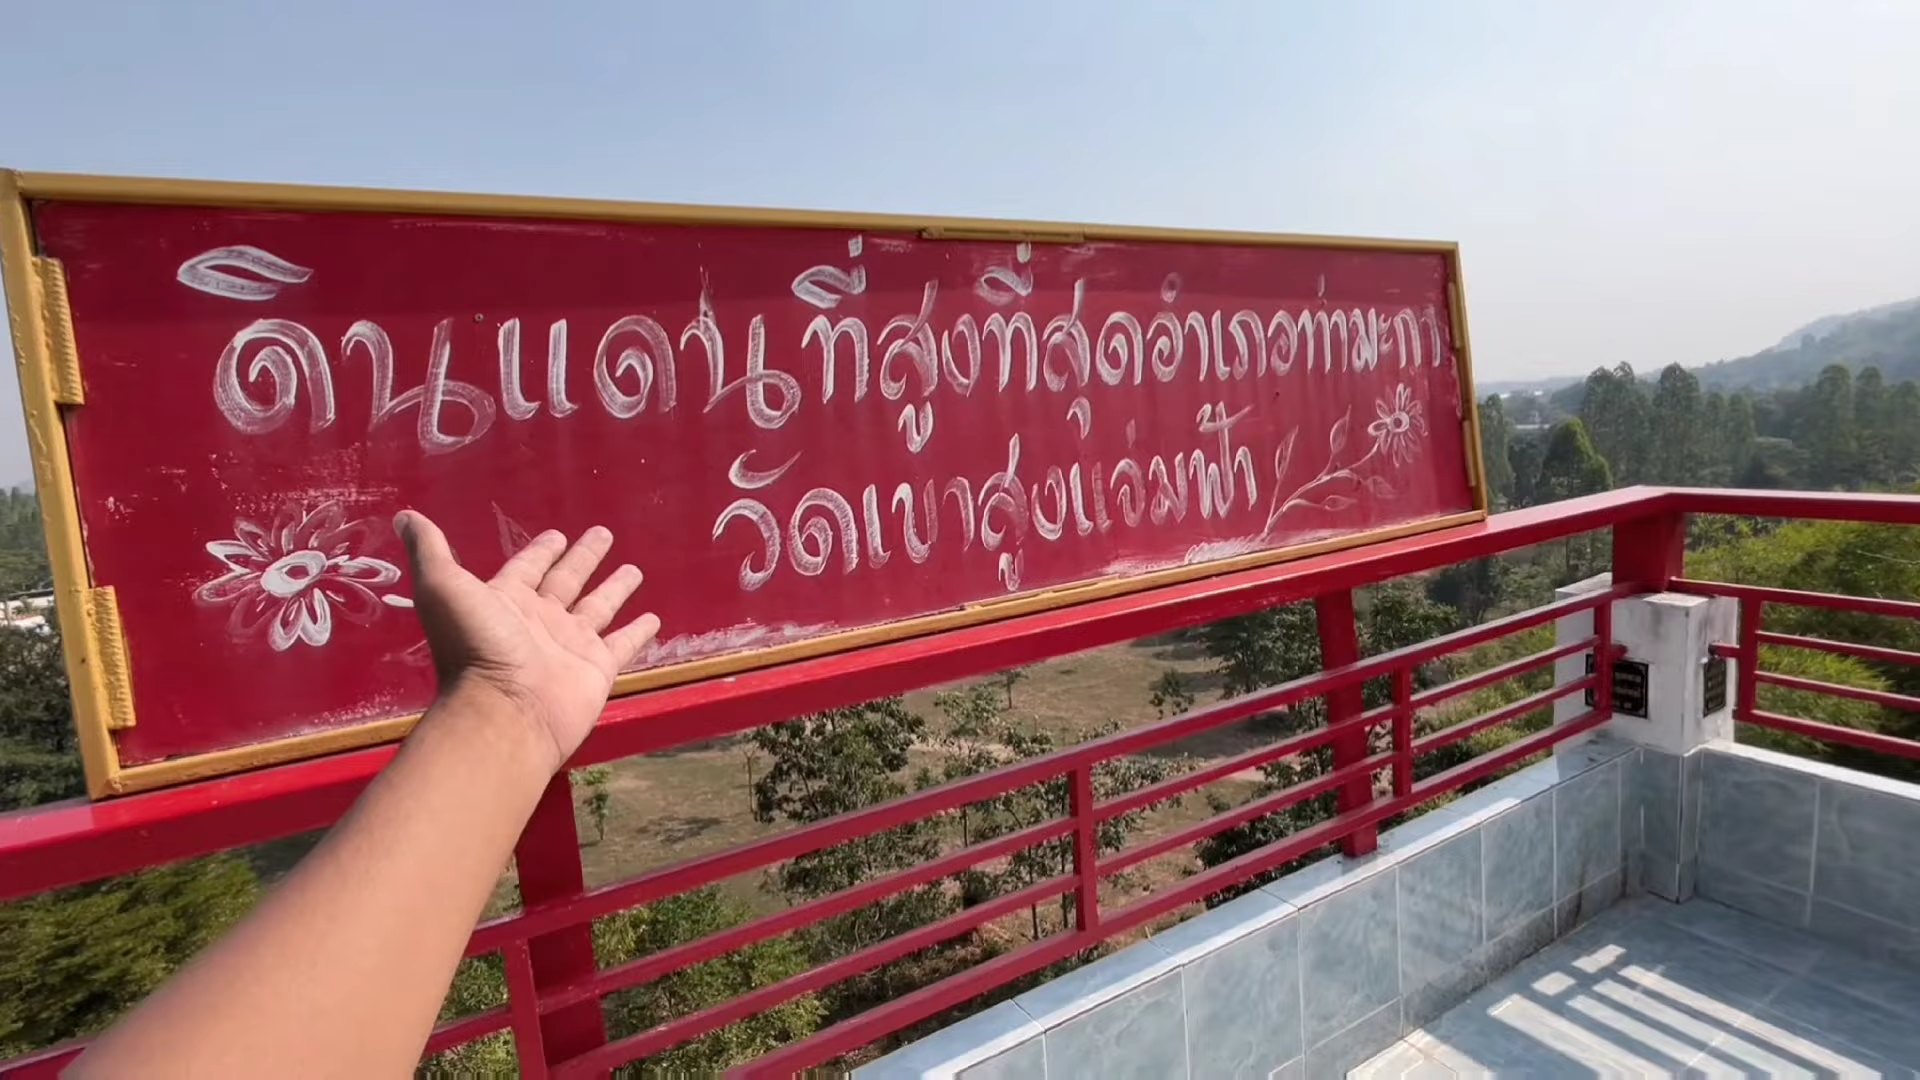 ดินแดนที่สูงที่สุดอำเภอท่ามะกา
วัดเขาสูงแจ่มฟ้า